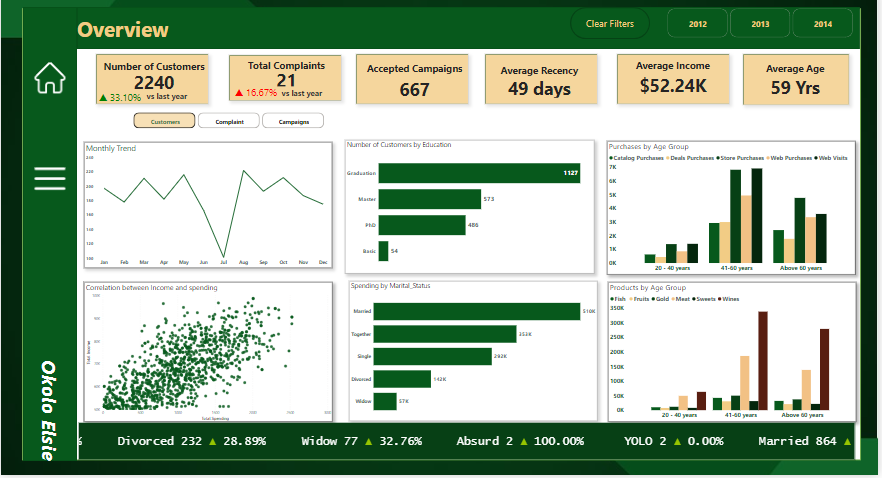 Overview
Clear Filters
2012
2013
2014
Number of Customers
2240
▲ 33.10% vs last year
Total Complaints
21
▲ 16.67% vs last year
Accepted Campaigns
667
Average Recency
49 days
Average Income
$52.24K
Average Age
59 Yrs
Customers
Complaint
Campaigns
Monthly Trend
240
220
200
180
160
140
120
100
Jan Feb Mar Apr May Jun Jul Aug Sep Oct Nov Dec
Number of Customers by Education
Graduation 1127
Master 573
PhD 486
Basic 54
Purchases by Age Group
Catalog Purchases Deals Purchases Store Purchases Web Purchases Web Visits
7K
6K
5K
4K
3K
2K
1K
0K
20 - 40 years 41-60 years Above 60 years
Correlation between Income and spending
Total Income
Total Spending
Spending by Marital_Status
Married 510K
Together 353K
Single 292K
Divorced 142K
Widow 57K
Products by Age Group
Fish Fruits Gold Meat Sweets Wines
350K
300K
250K
200K
150K
100K
50K
0K
20 - 40 years 41-60 years Above 60 years
Okolo Elsie
% Divorced 232 ▲ 28.89% Widow 77 ▲ 32.76% Absurd 2 ▲ 100.00% YOLO 2 ▲ 0.00% Married 864 ▲